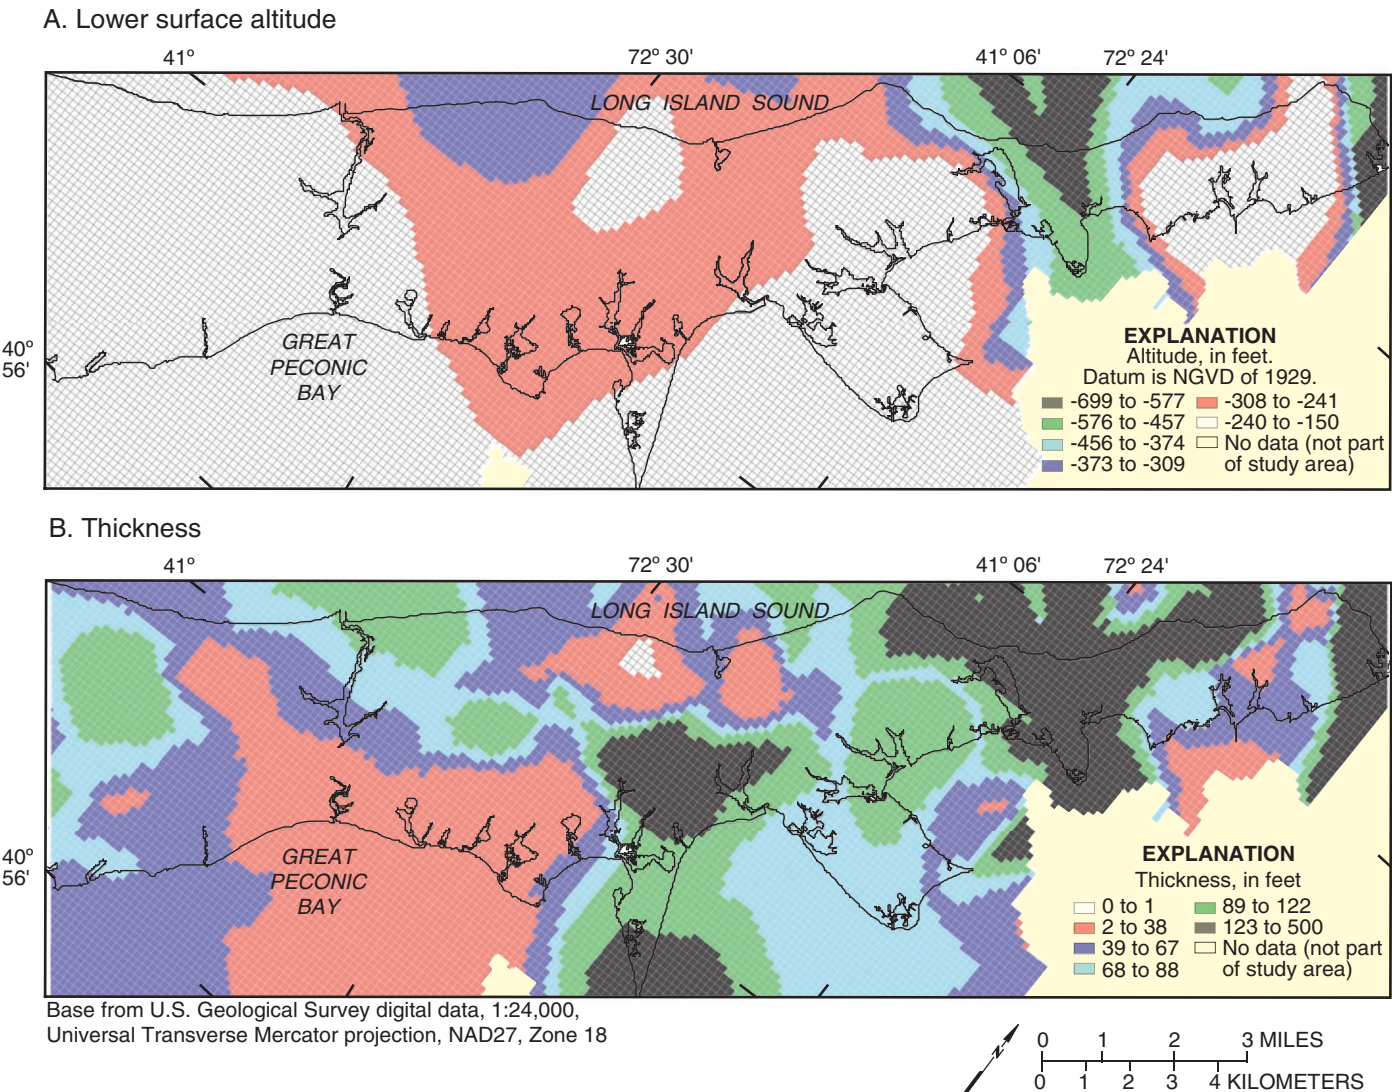 A. Lower surface altitude
41° 72° 30' 41° 06' 72° 24'
LONG ISLAND SOUND
GREAT
PECONIC
BAY
40°
56'
EXPLANATION
Altitude, in feet.
Datum is NGVD of 1929.
-699 to -577 -308 to -241
-576 to -457 -240 to -150
-456 to -374 No data (not part
-373 to -309 of study area)
B. Thickness
41° 72° 30' 41° 06' 72° 24'
LONG ISLAND SOUND
GREAT
PECONIC
BAY
40°
56'
EXPLANATION
Thickness, in feet
0 to 1 89 to 122
2 to 38 123 to 500
39 to 67 No data (not part
68 to 88 of study area)
Base from U.S. Geological Survey digital data, 1:24,000,
Universal Transverse Mercator projection, NAD27, Zone 18
N
0 1 2 3 MILES
0 1 2 3 4 KILOMETERS